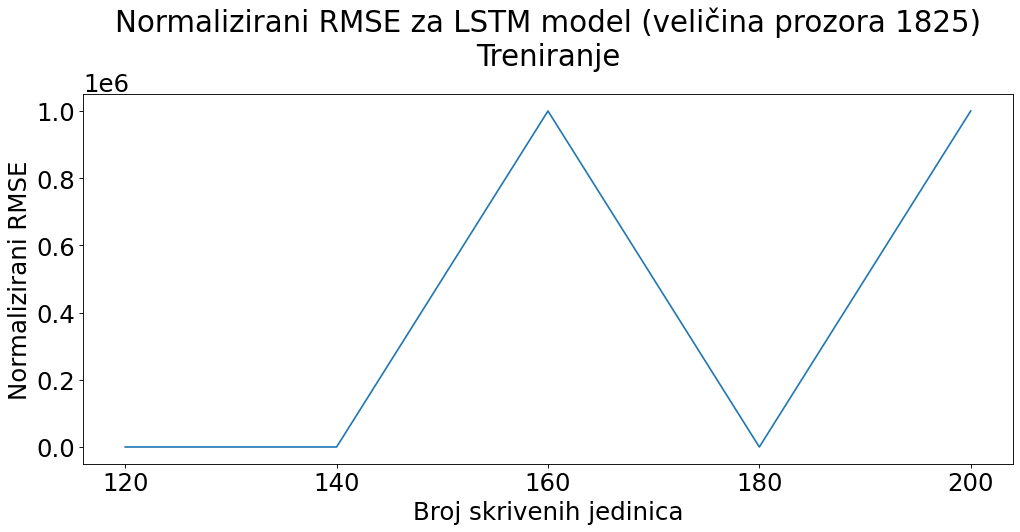 Normalizirani RMSE za LSTM model (veličina prozora 1825)
Treniranje
1e6
1.0
0.8
0.6
0.4
0.2
0.0
Normalizirani RMSE
120 140 160 180 200
Broj skrivenih jedinica